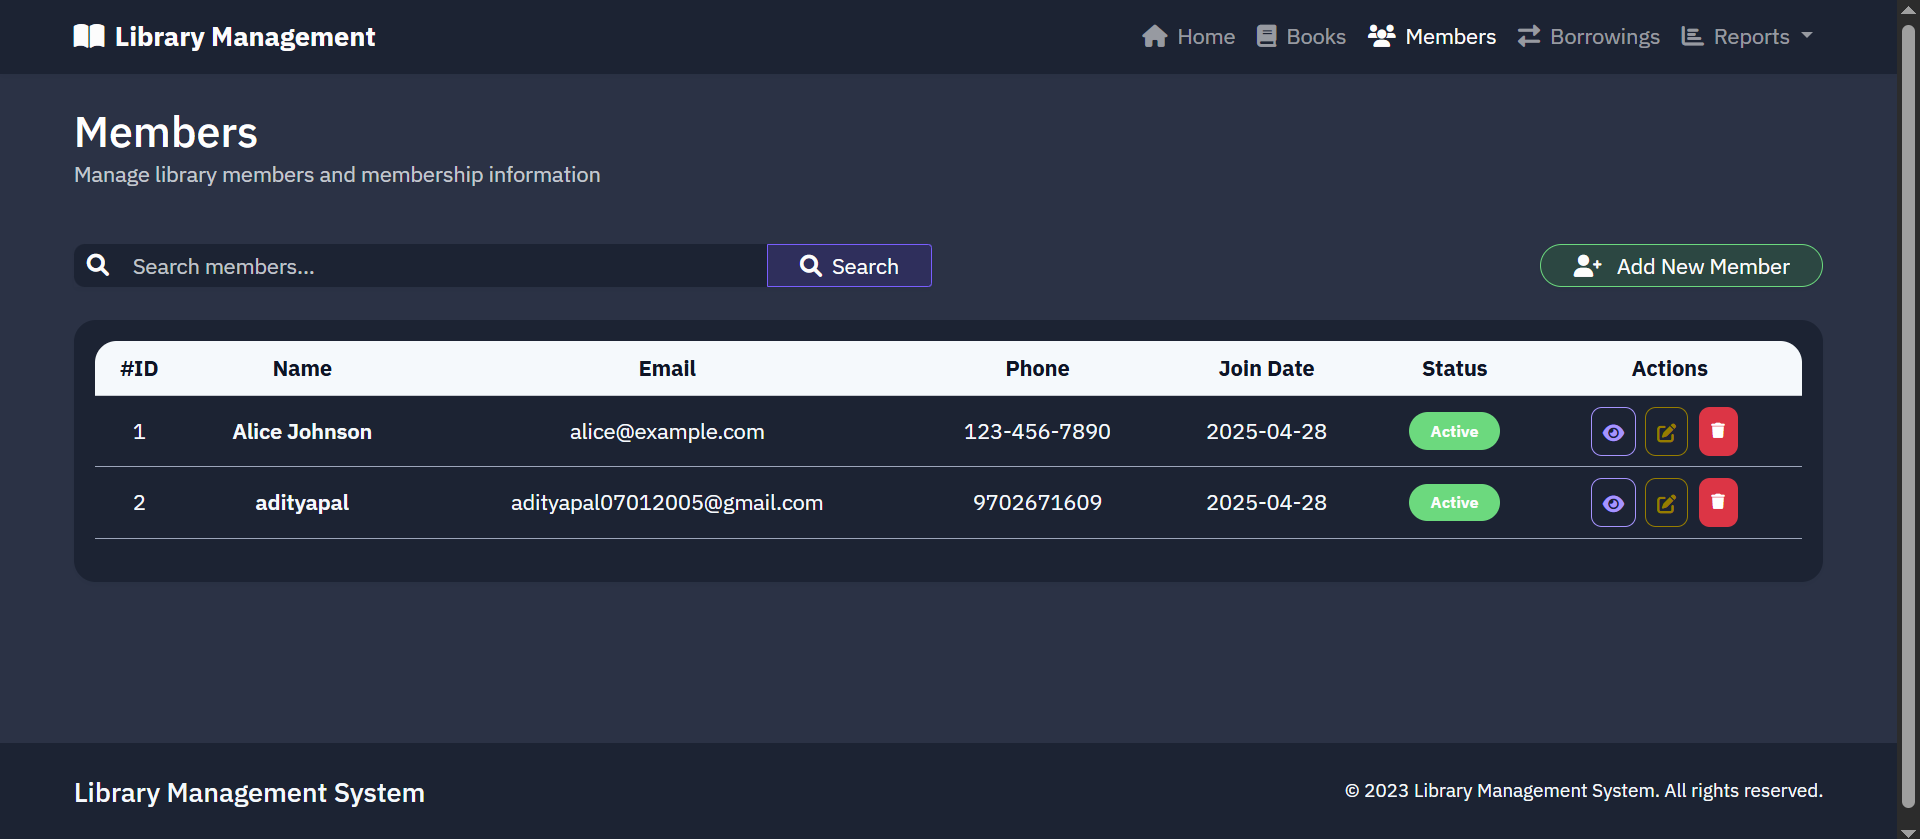 Library Management
Home Books Members Borrowings Reports
Members
Manage library members and membership information
Search members... Search Add New Member
#ID Name Email Phone Join Date Status Actions
1 Alice Johnson alice@example.com 123-456-7890 2025-04-28 Active
2 adityapal adityapal07012005@gmail.com 9702671609 2025-04-28 Active
Library Management System © 2023 Library Management System. All rights reserved.